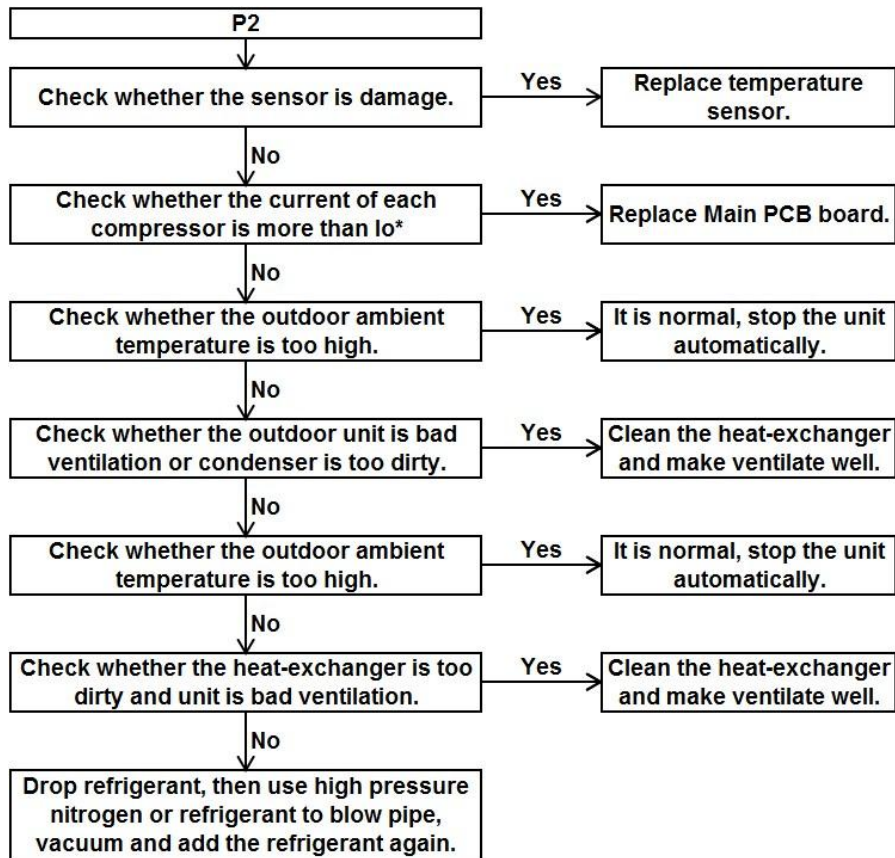 P2
Check whether the sensor is damage.
Yes
Replace temperature
sensor.
No
Check whether the current of each
compressor is more than Io*
Yes
Replace Main PCB board.
No
Check whether the outdoor ambient
temperature is too high.
Yes
It is normal, stop the unit
automatically.
No
Check whether the outdoor unit is bad
ventilation or condenser is too dirty.
Yes
Clean the heat-exchanger
and make ventilate well.
No
Check whether the outdoor ambient
temperature is too high.
Yes
It is normal, stop the unit
automatically.
No
Check whether the heat-exchanger is too
dirty and unit is bad ventilation.
Yes
Clean the heat-exchanger
and make ventilate well.
No
Drop refrigerant, then use high pressure
nitrogen or refrigerant to blow pipe,
vacuum and add the refrigerant again.